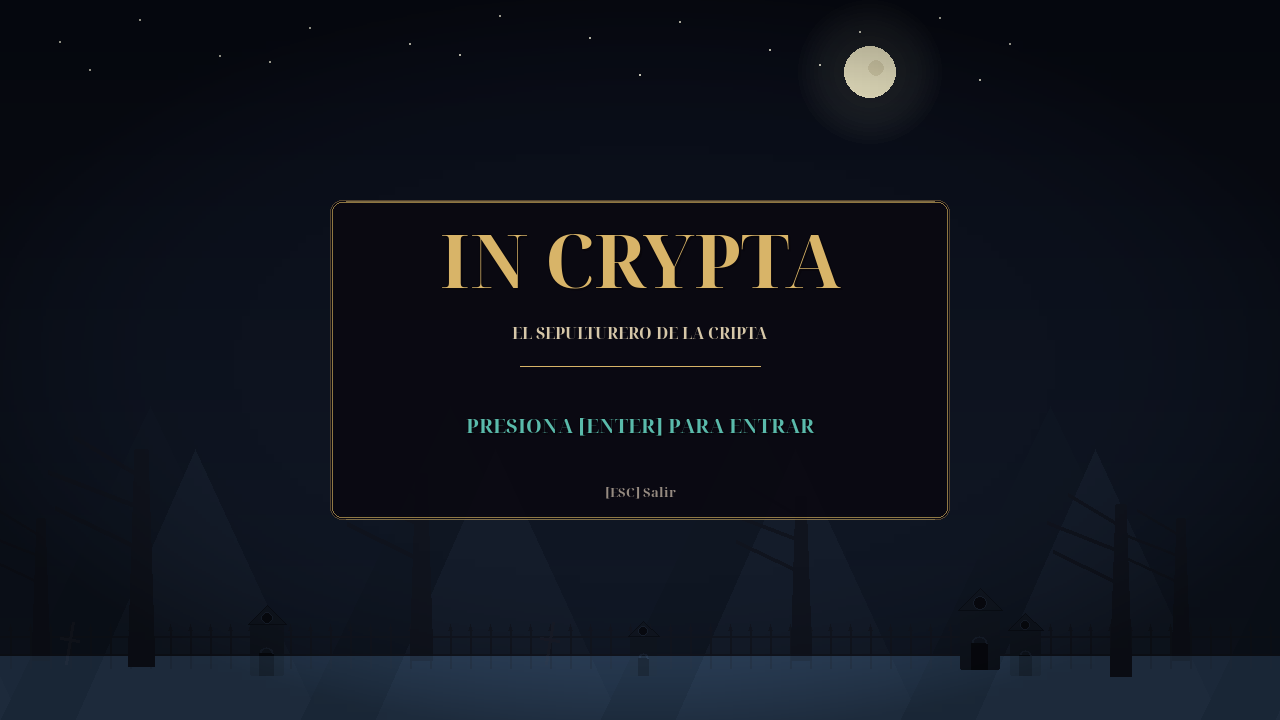 IN CRYPTA
EL SEPULTURERO DE LA CRIPTA
PRESIONA [ENTER] PARA ENTRAR
[ESC] Salir